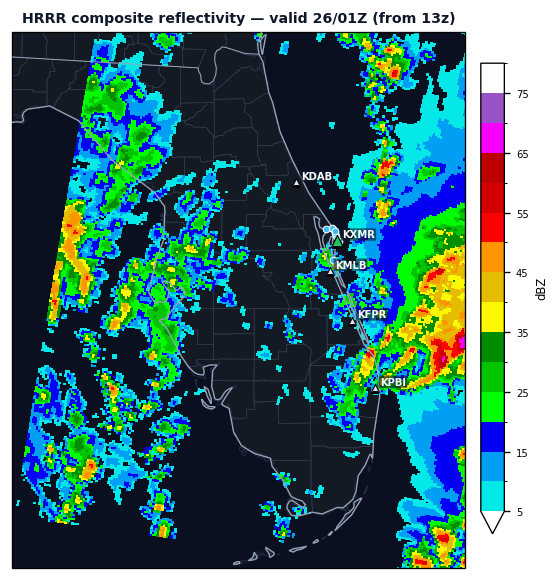 HRRR composite reflectivity — valid 26/01Z (from 13z)
KDAB
KXMR
KMLB
KFPR
KPBI
75
65
55
45
35
25
15
5
dBZ